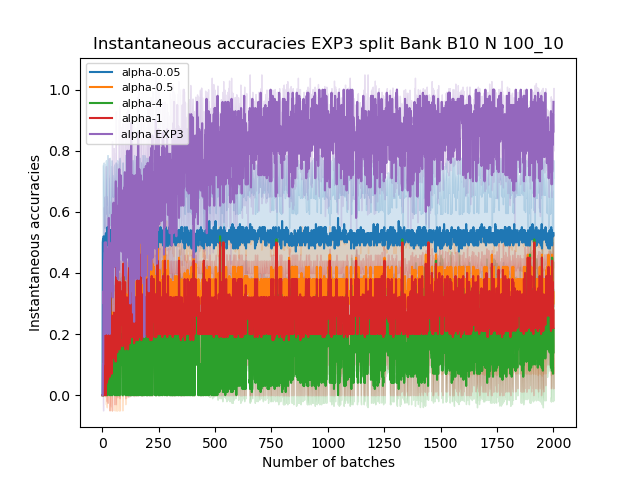 Instantaneous accuracies EXP3 split Bank B10 N 100_10
alpha-0.05
alpha-0.5
alpha-4
alpha-1
alpha EXP3
Instantaneous accuracies
1.0
0.8
0.6
0.4
0.2
0.0
0 250 500 750 1000 1250 1500 1750 2000
Number of batches